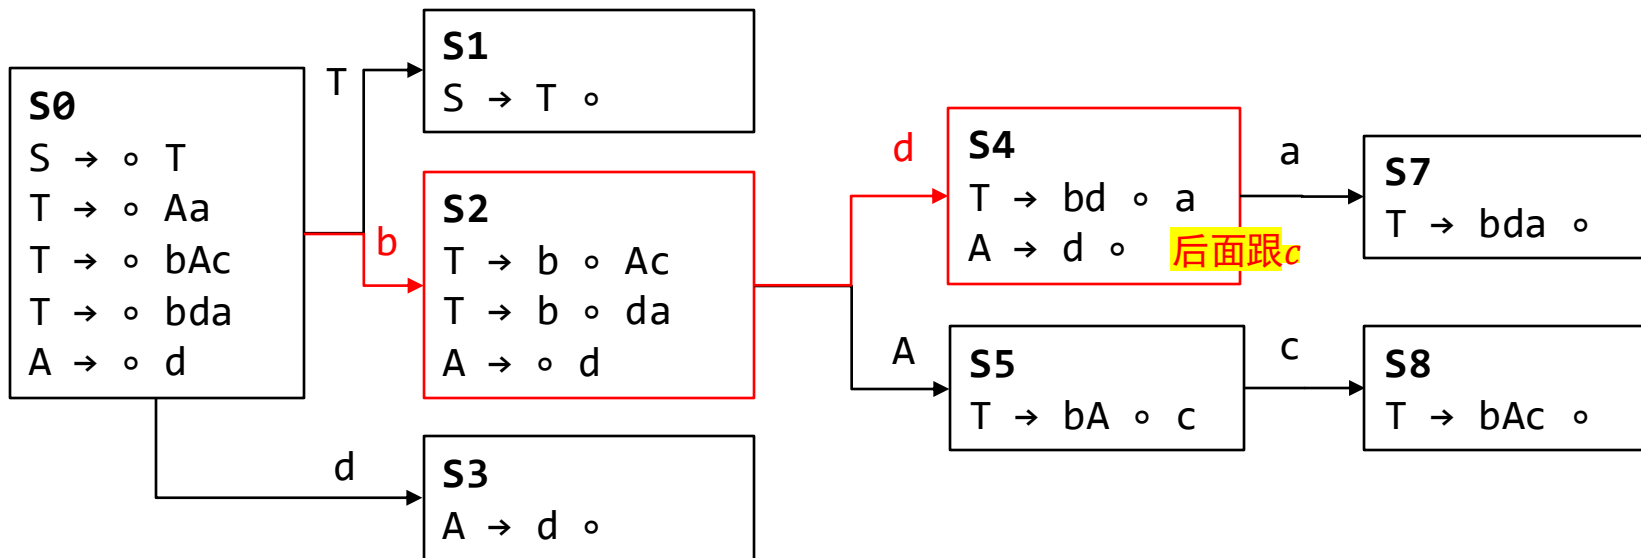 S0
S → ∘ T
T → ∘ Aa
T → ∘ bAc
T → ∘ bda
A → ∘ d
T
b
d
S1
S → T ∘
S2
T → b ∘ Ac
T → b ∘ da
A → ∘ d
S3
A → d ∘
d
A
S4
T → bd ∘ a
A → d ∘ 后面跟c
S5
T → bA ∘ c
a
c
S7
T → bda ∘
S8
T → bAc ∘